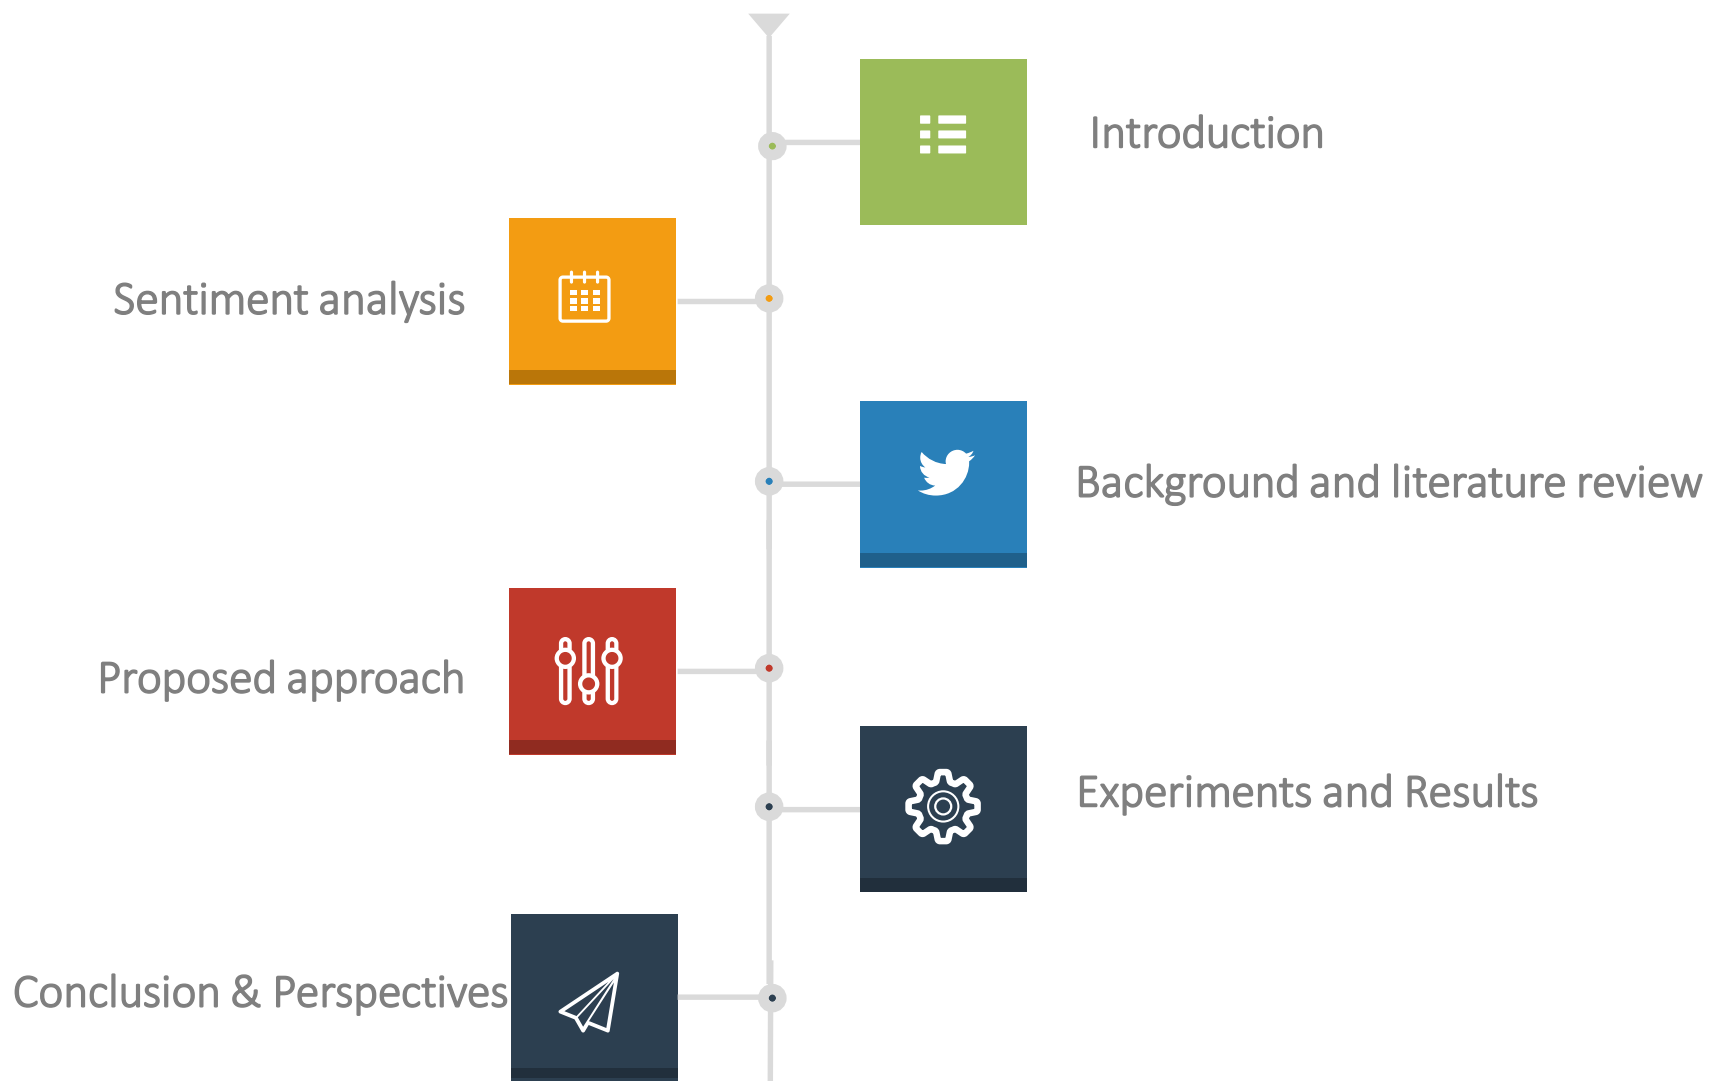 Introduction
Sentiment analysis
Background and literature review
Proposed approach
Experiments and Results
Conclusion & Perspectives